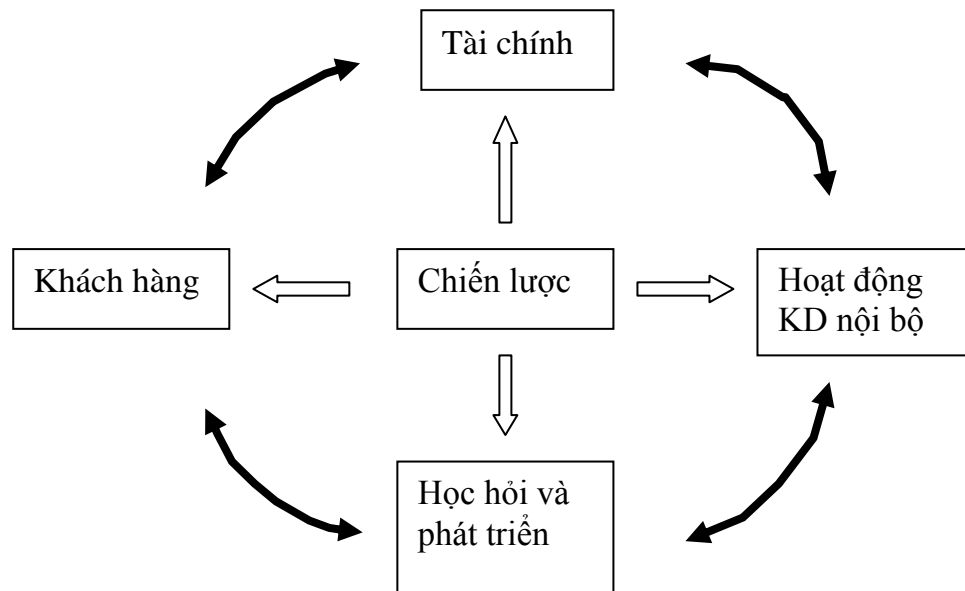 Tài chính
Khách hàng
Chiến lược
Hoạt động
KD nội bộ
Học hỏi và
phát triển